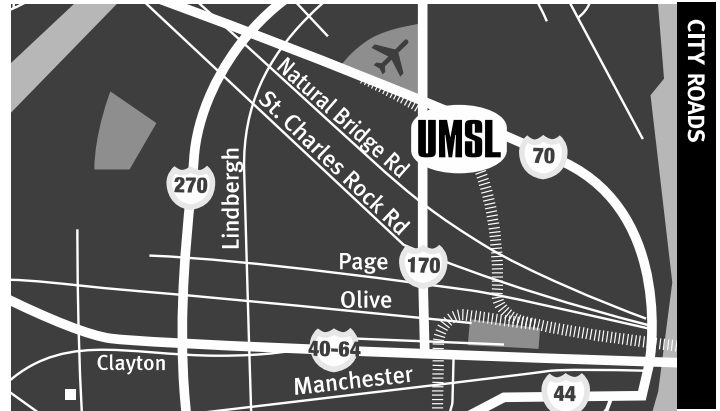 CITY ROADS
Natural Bridge Rd
St. Charles Rock Rd
UMSL
70
270
Lindbergh
Page
170
Olive
40-64
Clayton
Manchester
44